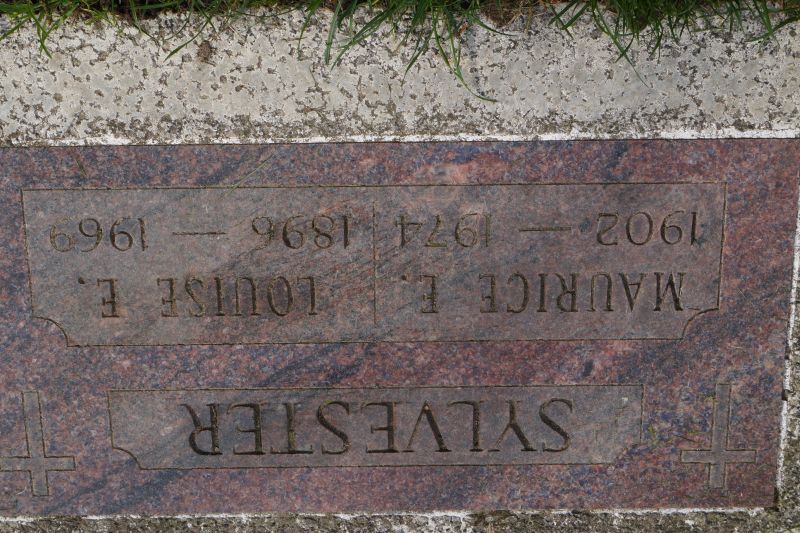 SYLVESTER
MAURICE E. LOUISE E.
1902 — 1974 1896 — 1969